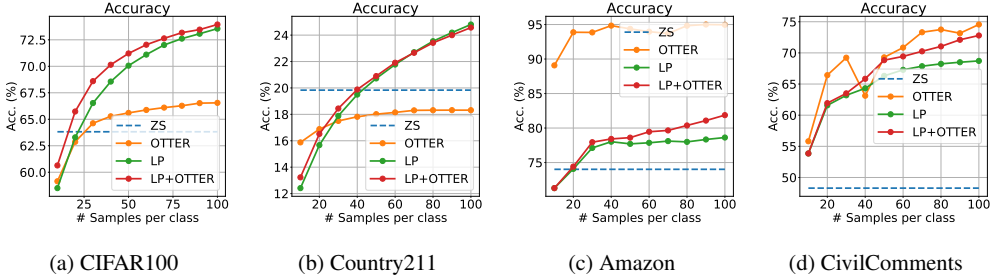 Accuracy
Acc. (%)
72.5
70.0
67.5
65.0
62.5
60.0
ZS
OTTER
LP
LP+OTTER
25 50 75 100
# Samples per class
(a) CIFAR100
Accuracy
Acc. (%)
24
22
20
18
16
14
12
ZS
OTTER
LP
LP+OTTER
20 40 60 80 100
# Samples per class
(b) Country211
Accuracy
Acc. (%)
95
90
85
80
75
ZS
OTTER
LP
LP+OTTER
20 40 60 80 100
# Samples per class
(c) Amazon
Accuracy
Acc. (%)
75
70
65
60
55
50
ZS
OTTER
LP
LP+OTTER
20 40 60 80 100
# Samples per class
(d) CivilComments